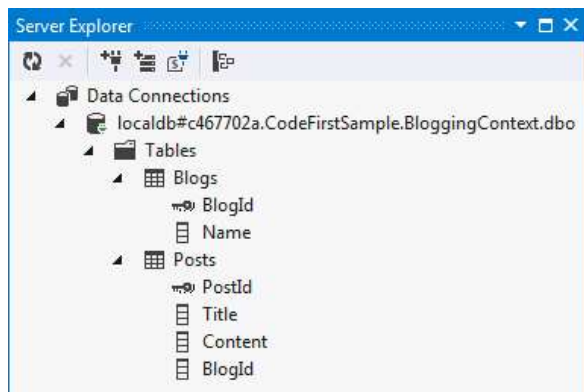 Server Explorer
Data Connections
localdb#c467702a.CodeFirstSample.BloggingContext.dbo
Tables
Blogs
BlogId
Name
Posts
PostId
Title
Content
BlogId